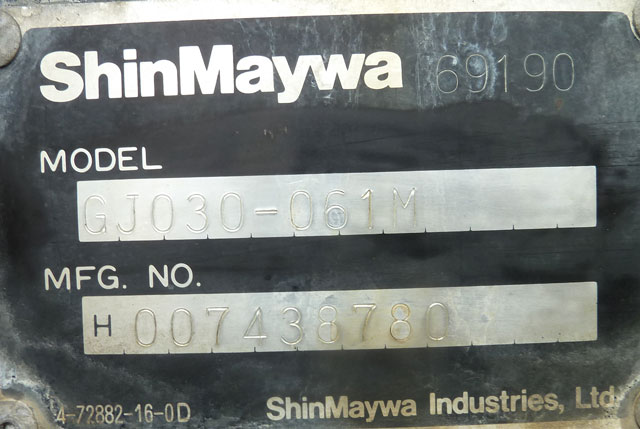 ShinMaywa 69190
MODEL
GJ030-061M
MFG. NO.
H 007438780
4-72882-16-0D
ShinMaywa Industries, Ltd